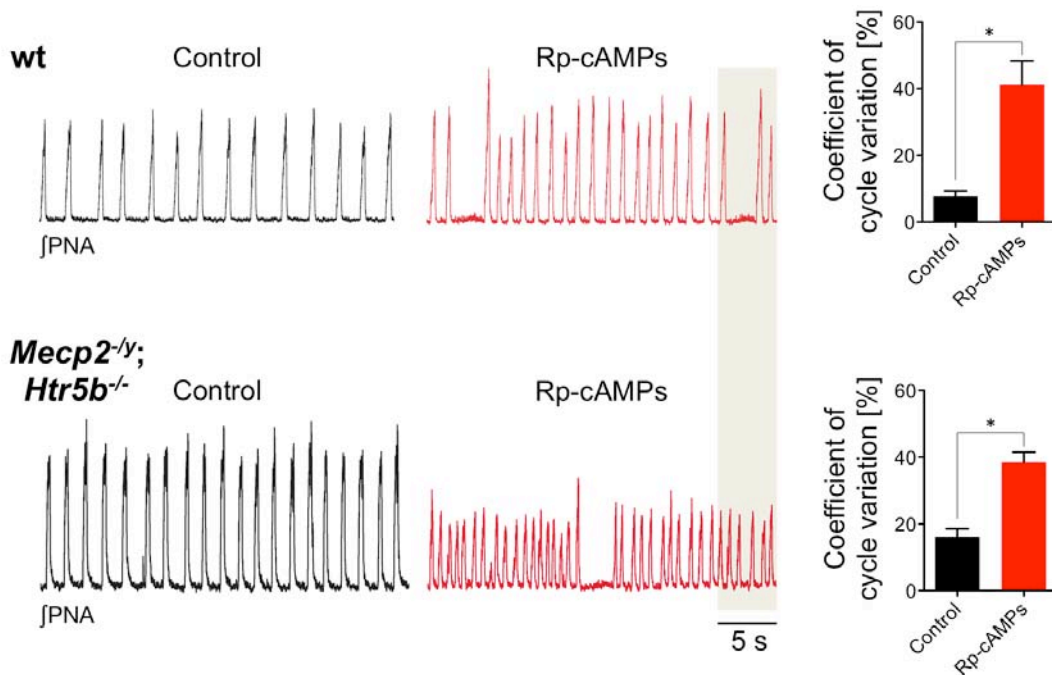 wt
Control
Rp-cAMPs
∫PNA
Coefficient of
cycle variation [%]
60
40
20
0
*
Control
Rp-cAMPs
Mecp2-/y;
Htr5b-/-
Control
Rp-cAMPs
∫PNA
5 s
Coefficient of
cycle variation [%]
60
40
20
0
*
Control
Rp-cAMPs